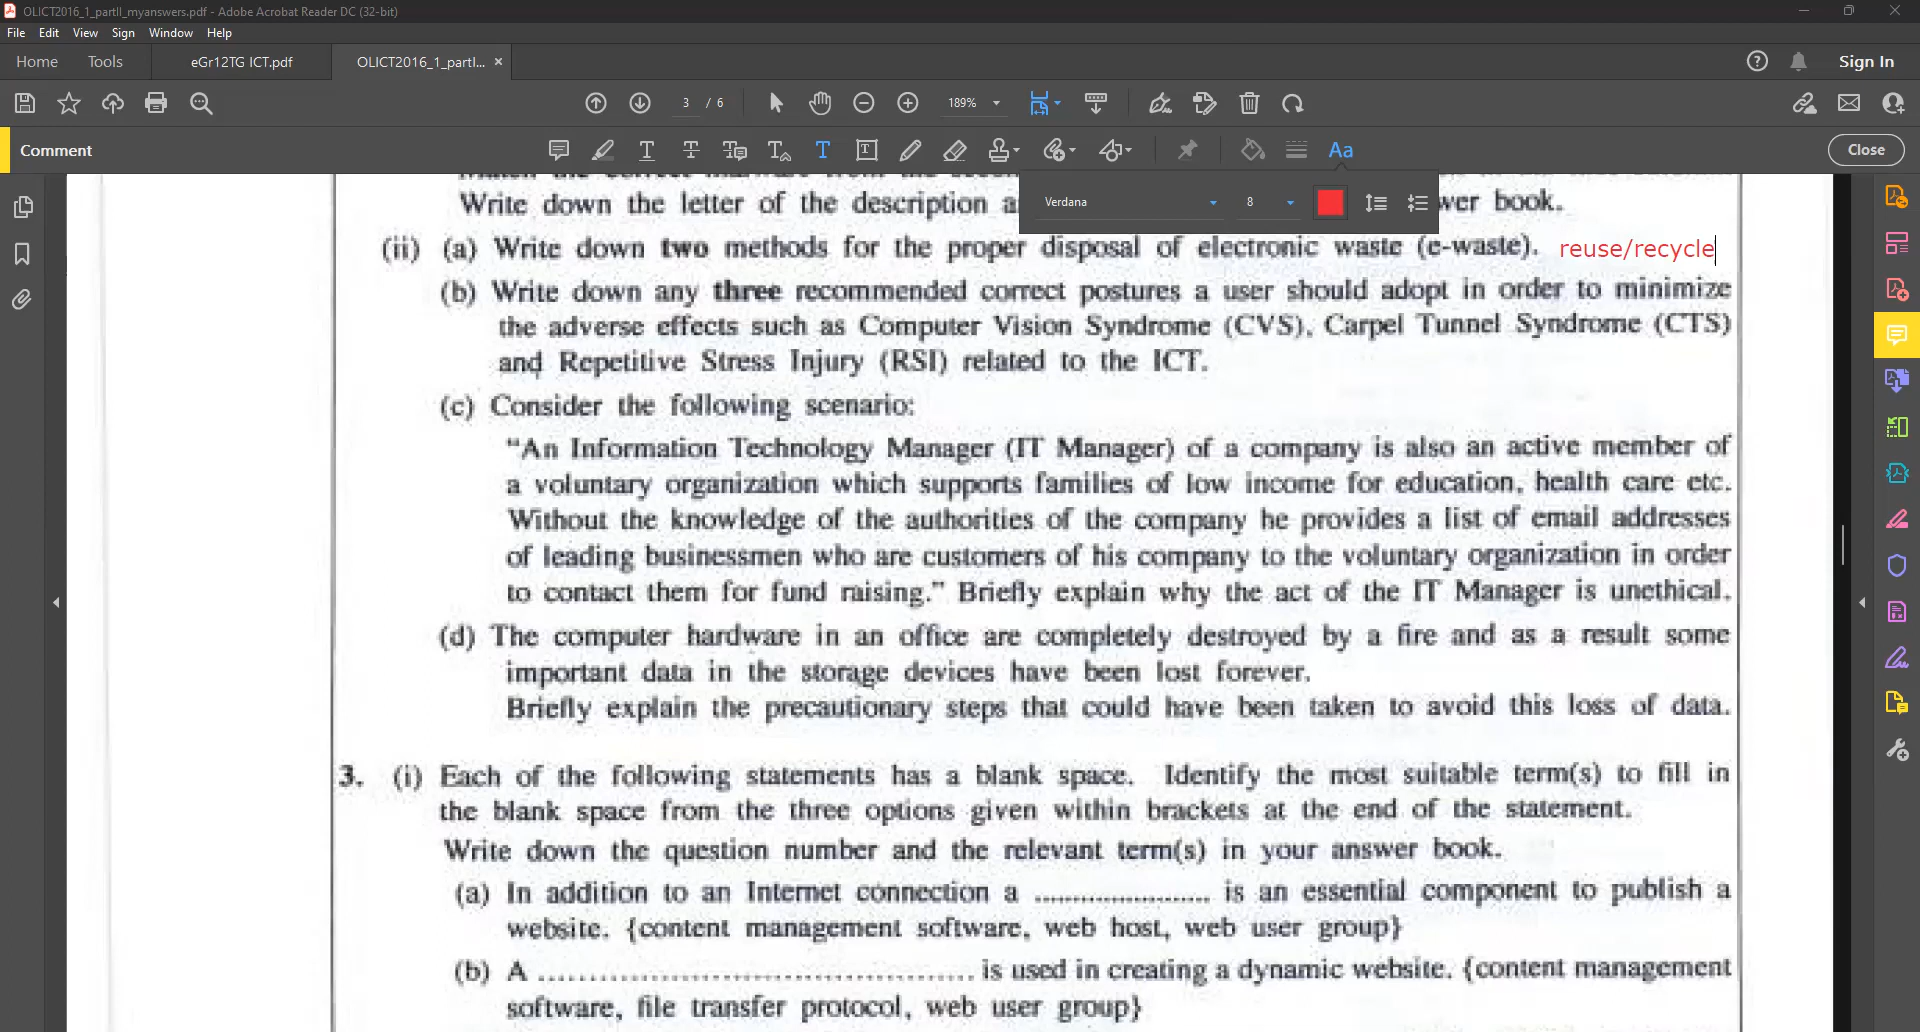 OLICT2016_1_partII_myanswers.pdf - Adobe Acrobat Reader DC (32-bit)
File Edit View Sign Window Help
Home Tools eGr12TG ICT.pdf OLICT2016_1_partI... × Sign In
3 / 6 189%
Comment Close
Verdana 8
Write down the letter of the description wer book.
(ii) (a) Write down two methods for the proper disposal of electronic waste (e-waste). reuse/recycle
(b) Write down any three recommended correct postures a user should adopt in order to minimize
the adverse effects such as Computer Vision Syndrome (CVS), Carpel Tunnel Syndrome (CTS)
and Repetitive Stress Injury (RSI) related to the ICT.
(c) Consider the following scenario:
“An Information Technology Manager (IT Manager) of a company is also an active member of
a voluntary organization which supports families of low income for education, health care etc.
Without the knowledge of the authorities of the company he provides a list of email addresses
of leading businessmen who are customers of his company to the voluntary organization in order
to contact them for fund raising.” Briefly explain why the act of the IT Manager is unethical.
(d) The computer hardware in an office are completely destroyed by a fire and as a result some
important data in the storage devices have been lost forever.
Briefly explain the precautionary steps that could have been taken to avoid this loss of data.
3. (i) Each of the following statements has a blank space. Identify the most suitable term(s) to fill in
the blank space from the three options given within brackets at the end of the statement.
Write down the question number and the relevant term(s) in your answer book.
(a) In addition to an Internet connection a ........................ is an essential component to publish a
website. {content management software, web host, web user group}
(b) A .......................................... is used in creating a dynamic website. {content management
software, file transfer protocol, web user group}